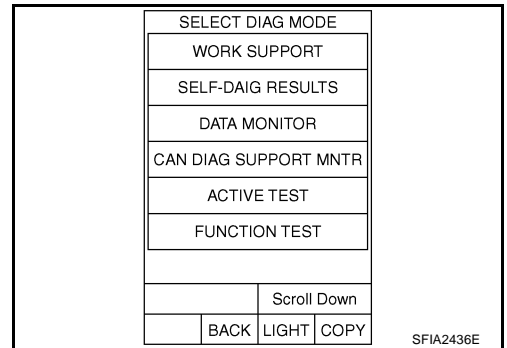 SELECT DIAG MODE
WORK SUPPORT
SELF-DAIG RESULTS
DATA MONITOR
CAN DIAG SUPPORT MNTR
ACTIVE TEST
FUNCTION TEST
Scroll Down
BACK LIGHT COPY
SFIA2436E